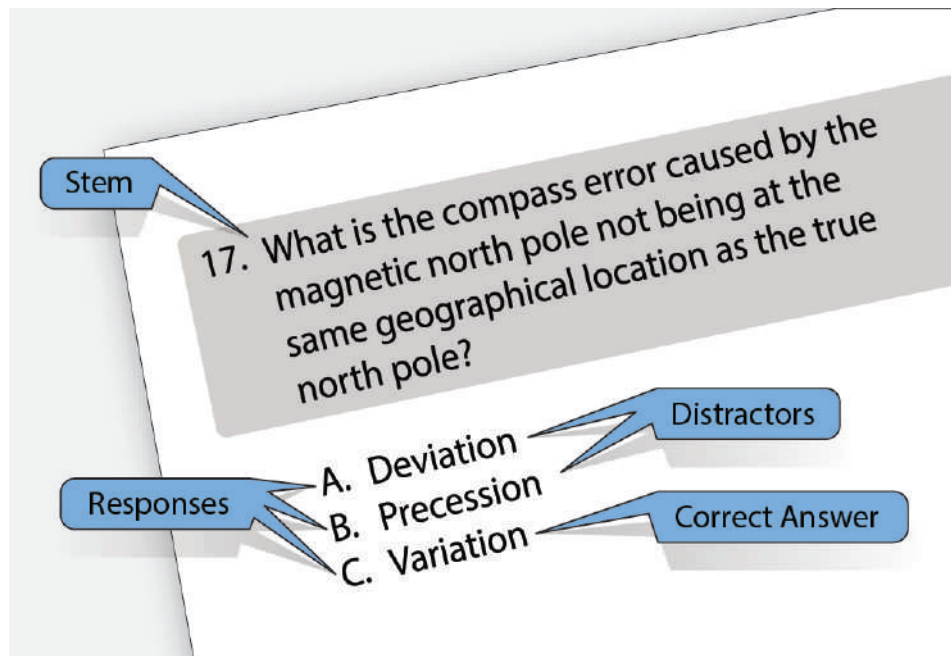 Stem
17. What is the compass error caused by the
magnetic north pole not being at the
same geographical location as the true
north pole?
Distractors
A. Deviation
Responses
B. Precession
Correct Answer
C. Variation